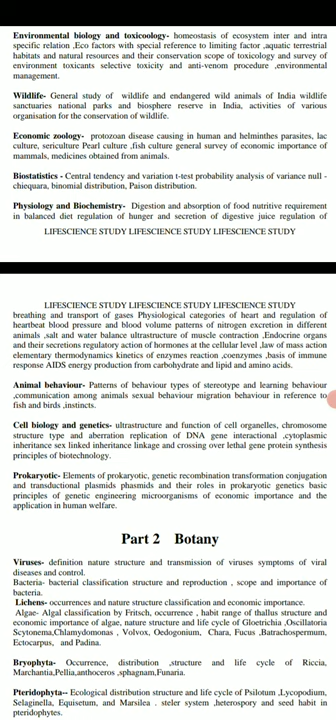 Environmental biology and toxicoology- homeostasis of ecosystem inter and intra
specific relation ,Eco factors with special reference to limiting factor ,aquatic terrestrial
habitats and natural resources and their conservation scope of toxicology and survey of
environment toxicants selective toxicity and anti-venom procedure ,environmental
management.
Wildlife- General study of wildlife and endangered wild animals of India wildlife
sanctuaries national parks and biosphere reserve in India, activities of various
organisation for the conservation of wildlife.
Economic zoology- protozoan disease causing in human and helminthes parasites, lac
culture, sericulture Pearl culture ,fish culture general survey of economic importance of
mammals, medicines obtained from animals.
Biostatistics - Central tendency and variation t-test probability analysis of variance null -
chiequara, binomial distribution, Paison distribution.
Physiology and Biochemistry- Digestion and absorption of food nutritive requirement
in balanced diet regulation of hunger and secretion of digestive juice regulation of
LIFESCIENCE STUDY LIFESCIENCE STUDY LIFESCIENCE STUDY
LIFESCIENCE STUDY LIFESCIENCE STUDY LIFESCIENCE STUDY
breathing and transport of gases Physiological categories of heart and regulation of
heartbeat blood pressure and blood volume patterns of nitrogen excretion in different
animals ,salt and water balance ultrastructure of muscle contraction ,Endocrine organs
and their secretions regulatory action of hormones at the cellular level ,law of mass action
elementary thermodynamics kinetics of enzymes reaction ,coenzymes ,basis of immune
response AIDS energy production from carbohydrate and lipid and amino acids.
Animal behaviour- Patterns of behaviour types of stereotype and learning behaviour
,communication among animals sexual behaviour migration behaviour in reference to
fish and birds ,instincts.
Cell biology and genetics- ultrastructure and function of cell organelles, chromosome
structure type and aberration replication of DNA gene interactional ,cytoplasmic
inheritance sex linked inheritance linkage and crossing over lethal gene protein synthesis
principles of biotechnology.
Prokaryotic- Elements of prokaryotic, genetic recombination transformation conjugation
and transductional plasmids phasmids and their roles in prokaryotic genetics basic
principles of genetic engineering microorganisms of economic importance and the
application in human welfare.
Part 2 Botany
Viruses- definition nature structure and transmission of viruses symptoms of viral
diseases and control.
Bacteria- bacterial classification structure and reproduction , scope and importance of
bacteria.
Lichens- occurrences and nature structure classification and economic importance.
Algae- Algal classification by Fritsch, occurrence , habit range of thallus structure and
economic importance of algae, nature structure and life cycle of Gloetrichia ,Oscillatoria
Scytonema,Chlamydomonas , Volvox, Oedogonium, Chara, Fucus ,Batrachospermum,
Ectocarpus, and Padina.
Bryophyta- Occurrence, distribution ,structure and life cycle of Riccia,
Marchantia,Pellia,anthoceros ,sphagnam,Funaria.
Pteridophyta-- Ecological distribution structure and life cycle of Psilotum ,Lycopodium,
Selaginella, Equisetum, and Marsilea . steler system ,heterospory and seed habit in
pteridophytes.